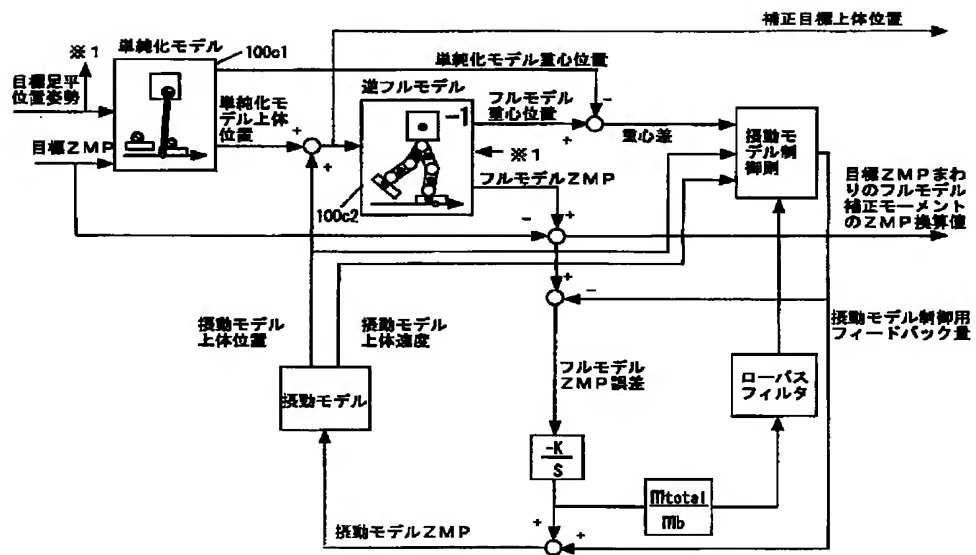 補正目標上体位置
※1
単純化モデル
100c1
単純化モデル重心位置
目標足平
位置姿勢
逆フルモデル
単純化モ
デル上体
位置
フルモデル
重心位置
-1
+
-
+
重心差
摂動モ
デル制
御則
目標ZMP
+
※1
フルモデルZMP
100c2
目標ZMPまわ
りのフルモデル
補正モーメント
のZMP換算値
-
+
+
-
摂動モデル
上体位置
摂動モデル
上体速度
摂動モデル制御用
フィードバック量
フルモデル
ZMP誤差
ローパス
フィルタ
摂動モデル
-K
S
mtotal
mb
摂動モデルZMP
+
+